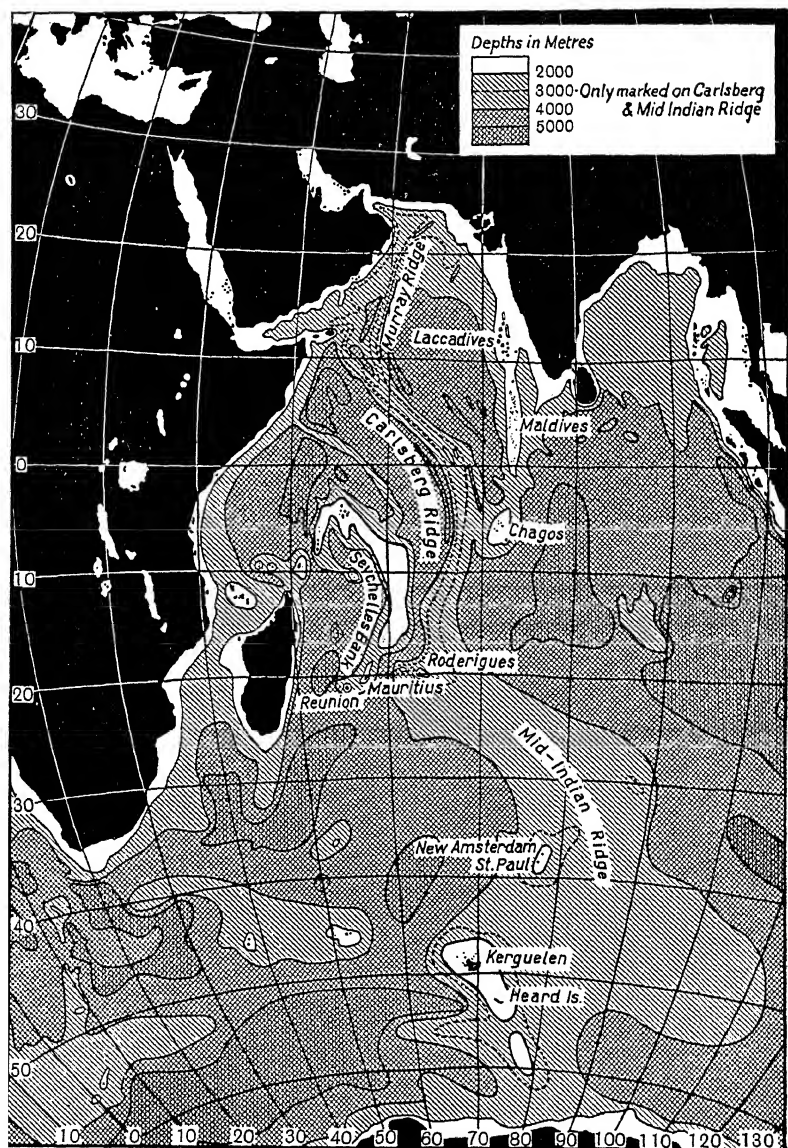 Depths in Metres
2000
3000-Only marked on Carlsberg
4000 & Mid Indian Ridge
5000
30
20
Murray Ridge
10
Laccadives
Maldives
Carlsberg Ridge
0
Chagos
10
Seychelles Bank
Roderigues
20
Mauritius
Reunion
Mid-Indian Ridge
30
New Amsterdam
St. Paul
40
Kerguelen
Heard Is.
50
10 0 10 20 30 40 50 60 70 80 90 100 110 120 130